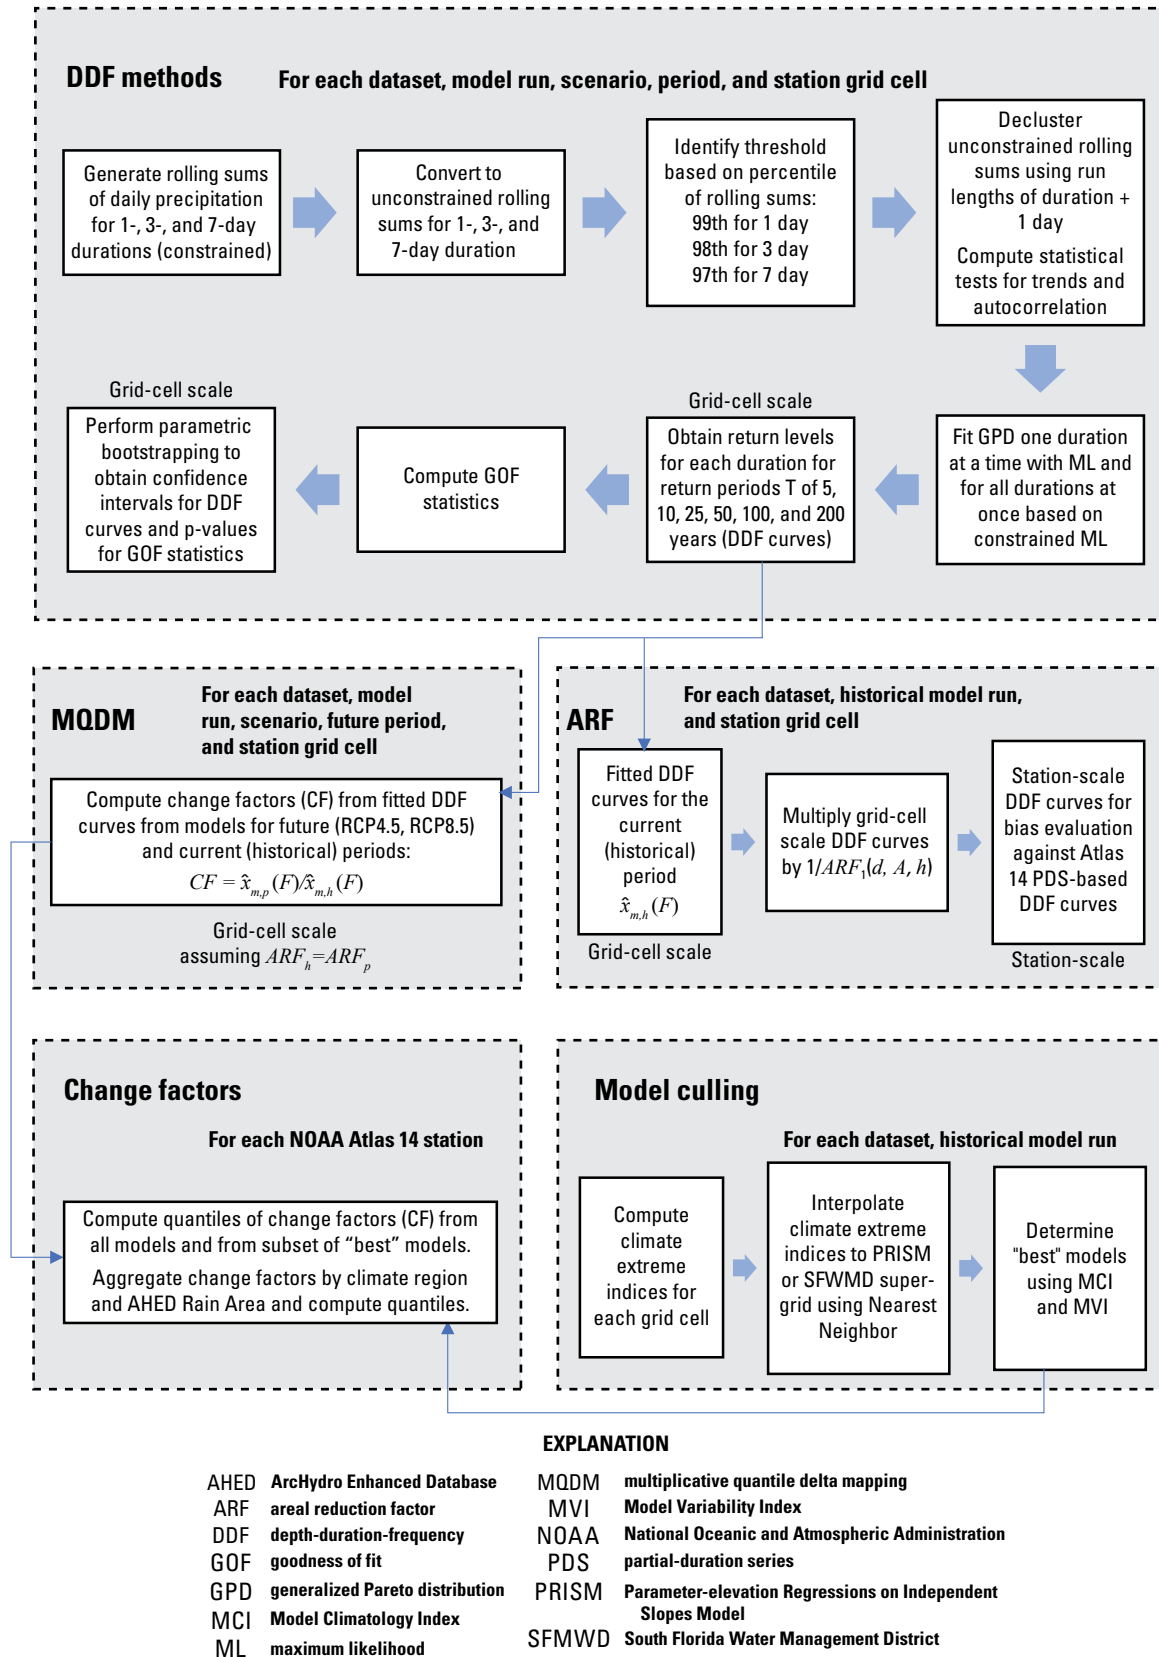 DDF methods
For each dataset, model run, scenario, period, and station grid cell
Generate rolling sums
of daily precipitation
for 1-, 3-, and 7-day
durations (constrained)
Convert to
unconstrained rolling
sums for 1-, 3-, and
7-day duration
Identify threshold
based on percentile
of rolling sums:
99th for 1 day
98th for 3 day
97th for 7 day
Decluster
unconstrained rolling
sums using run
lengths of duration +
1 day
Compute statistical
tests for trends and
autocorrelation
Fit GPD one duration
at a time with ML and
for all durations at
once based on
constrained ML
Grid-cell scale
Obtain return levels
for each duration for
return periods T of 5,
10, 25, 50, 100, and 200
years (DDF curves)
Compute GOF
statistics
Grid-cell scale
Perform parametric
bootstrapping to
obtain confidence
intervals for DDF
curves and p-values
for GOF statistics
MQDM
For each dataset, model
run, scenario, future period,
and station grid cell
Compute change factors (CF) from fitted DDF
curves from models for future (RCP4.5, RCP8.5)
and current (historical) periods:
CF = x̂m,p(F)/x̂m,h(F)
Grid-cell scale
assuming ARFh=ARFp
ARF
For each dataset, historical model run,
and station grid cell
Fitted DDF
curves for the
current
(historical)
period
x̂m,h(F)
Grid-cell scale
Multiply grid-cell
scale DDF curves
by 1/ARF1(d, A, h)
Station-scale
DDF curves for
bias evaluation
against Atlas
14 PDS-based
DDF curves
Station-scale
Change factors
For each NOAA Atlas 14 station
Compute quantiles of change factors (CF) from
all models and from subset of “best” models.
Aggregate change factors by climate region
and AHED Rain Area and compute quantiles.
Model culling
For each dataset, historical model run
Compute
climate
extreme
indices for
each grid cell
Interpolate
climate extreme
indices to PRISM
or SFWMD super-
grid using Nearest
Neighbor
Determine
"best" models
using MCI
and MVI
EXPLANATION
AHED ArcHydro Enhanced Database
ARF areal reduction factor
DDF depth-duration-frequency
GOF goodness of fit
GPD generalized Pareto distribution
MCI Model Climatology Index
ML maximum likelihood
MQDM multiplicative quantile delta mapping
MVI Model Variability Index
NOAA National Oceanic and Atmospheric Administration
PDS partial-duration series
PRISM Parameter-elevation Regressions on Independent
Slopes Model
SFMWD South Florida Water Management District